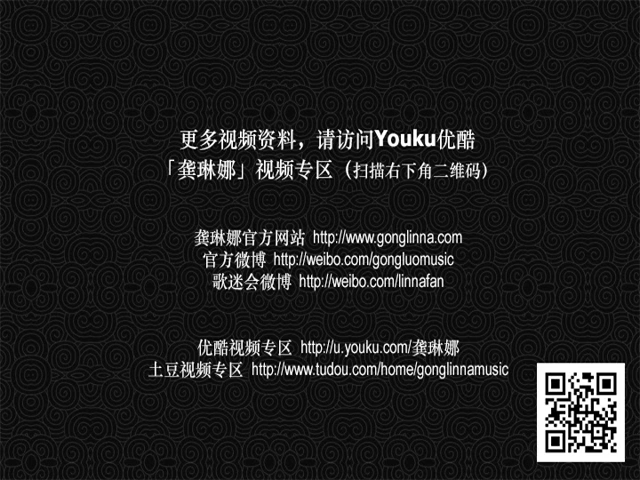 更多视频资料，请访问Youku优酷
「龚琳娜」视频专区（扫描右下角二维码）
龚琳娜官方网站 http://www.gonglinna.com
官方微博 http://weibo.com/gongluomusic
歌迷会微博 http://weibo.com/linnafan
优酷视频专区 http://u.youku.com/龚琳娜
土豆视频专区 http://www.tudou.com/home/gonglinnamusic